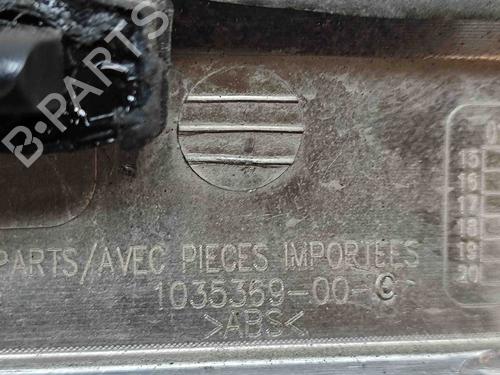 B-PARTS
15
16
17
18
19
20
PARTS/AVEC PIECES IMPORTEES
1035369-00-C
>ABS<